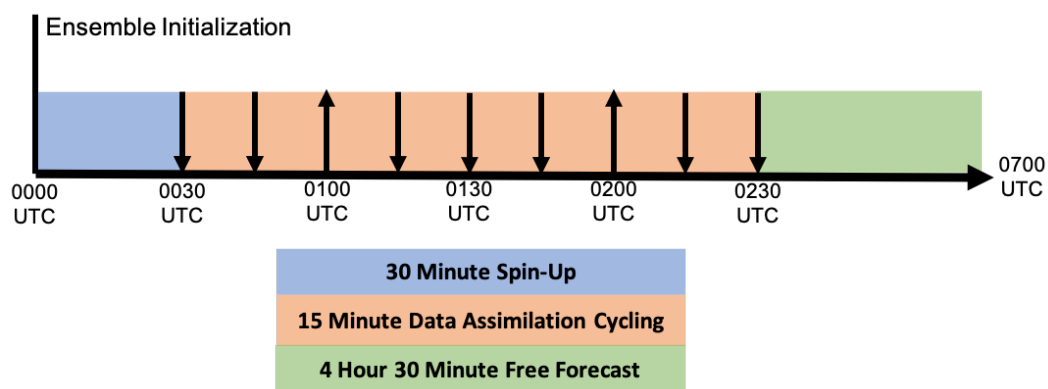 Ensemble Initialization
0000
UTC
0030
UTC
0100
UTC
0130
UTC
0200
UTC
0230
UTC
0700
UTC
30 Minute Spin-Up
15 Minute Data Assimilation Cycling
4 Hour 30 Minute Free Forecast